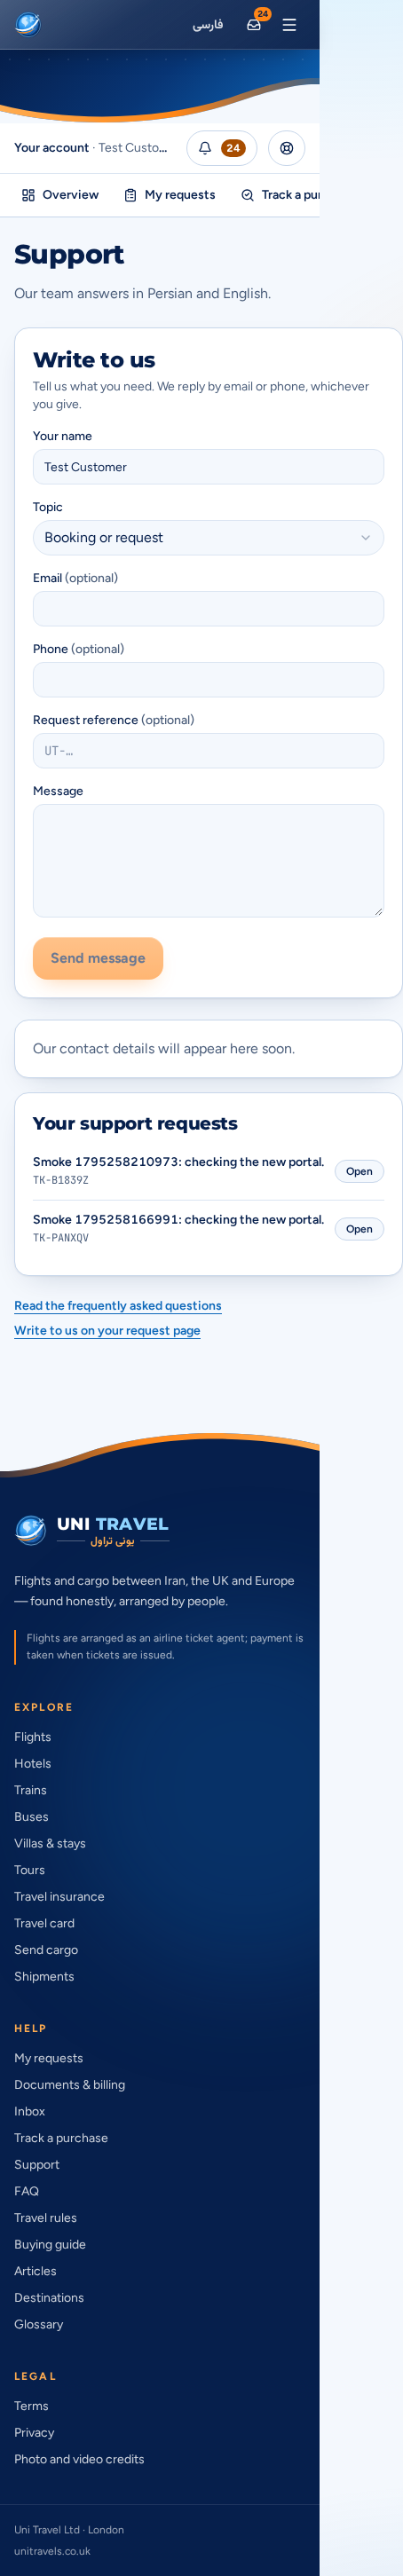 فارسی
24
Your account · Test Custo...
24
Overview
My requests
Track a pur
Support
Our team answers in Persian and English.
Write to us
Tell us what you need. We reply by email or phone, whichever
you give.
Your name
Test Customer
Topic
Booking or request
Email (optional)
Phone (optional)
Request reference (optional)
UT-…
Message
Send message
Our contact details will appear here soon.
Your support requests
Smoke 1795258210973: checking the new portal.
TK-B1839Z
Open
Smoke 1795258166991: checking the new portal.
TK-PANXQV
Open
Read the frequently asked questions
Write to us on your request page
UNI TRAVEL
یونی تراول
Flights and cargo between Iran, the UK and Europe
— found honestly, arranged by people.
Flights are arranged as an airline ticket agent; payment is
taken when tickets are issued.
EXPLORE
Flights
Hotels
Trains
Buses
Villas & stays
Tours
Travel insurance
Travel card
Send cargo
Shipments
HELP
My requests
Documents & billing
Inbox
Track a purchase
Support
FAQ
Travel rules
Buying guide
Articles
Destinations
Glossary
LEGAL
Terms
Privacy
Photo and video credits
Uni Travel Ltd · London
unitravels.co.uk